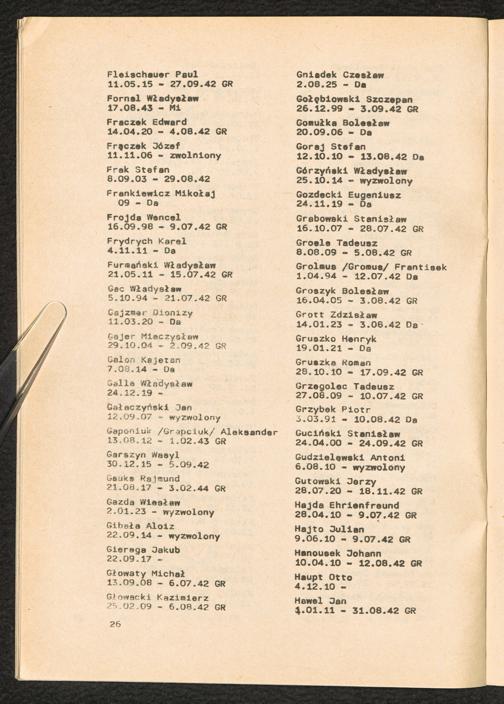 Fleischauer Paul
11.05.15 - 27.09.42 GR
Fornal Władysław
17.08.43 - Mi
Fraczek Edward
14.04.20 - 4.08.42 GR
Frączek Józef
11.11.06 - zwolniony
Frak Stefan
8.09.03 - 29.08.42
Frankiewicz Mikołaj
09 - Da
Frojda Wencel
16.09.98 - 9.07.42 GR
Frydrych Karel
4.11.11 - Da
Furmański Władysław
21.05.11 - 15.07.42 GR
Gac Władysław
5.10.94 - 21.07.42 GR
Gajzmer Dionizy
11.03.20 - Da
Gajer Mieczysław
29.10.04 - 2.09.42 GR
Galon Kajetan
7.08.14 - Da
Galla Władysław
24.12.19 -
Gałaczyński Jan
12.09.07 - wyzwolony
Gaponiuk /Grapciuk/ Aleksander
13.08.12 - 1.02.43 GR
Garszyn Wasyl
30.12.15 - 5.09.42
Gauks Rajmund
21.08.17 - 3.02.44 GR
Gazda Wiesław
2.01.23 - wyzwolony
Gibała Aloiz
22.09.14 - wyzwolony
Gierega Jakub
22.09.17 -
Głowaty Michał
13.09.08 - 6.07.42 GR
Głowacki Kazimierz
25.02.09 - 6.08.42 GR
26
Gniadek Czesław
2.08.25 - Da
Gołębiowski Szczepan
26.12.99 - 3.09.42 GR
Gomułka Bolesław
20.09.06 - Da
Goraj Stefan
12.10.10 - 13.08.42 Da
Górzyński Władysław
25.10.14 - wyzwolony
Gozdecki Eugeniusz
24.11.19 - Da
Grabowski Stanisław
16.10.07 - 28.07.42 GR
Groele Tadeusz
8.08.09 - 5.08.42 GR
Grolmus /Gromus/ Frantisek
1.04.94 - 12.07.42 Da
Groszyk Bolesław
16.04.05 - 3.08.42 GR
Grott Zdzisław
14.01.23 - 3.06.42 Da
Gruszko Henryk
19.01.21 - Da
Gruszka Roman
28.10.10 - 17.09.42 GR
Grzegolec Tadeusz
27.08.09 - 10.07.42 GR
Grzybek Piotr
3.03.91 - 10.08.42 Da
Guciński Stanisław
24.04.00 - 24.09.42 GR
Gudzielewski Antoni
6.08.10 - wyzwolony
Gutowski Jerzy
28.07.20 - 18.11.42 GR
Hajda Ehrienfreund
28.04.10 - 9.07.42 GR
Hajto Julian
9.06.10 - 9.07.42 GR
Hanousek Johann
10.04.10 - 12.08.42 GR
Haupt Otto
4.12.10 -
Hawel Jan
1.01.11 - 31.08.42 GR